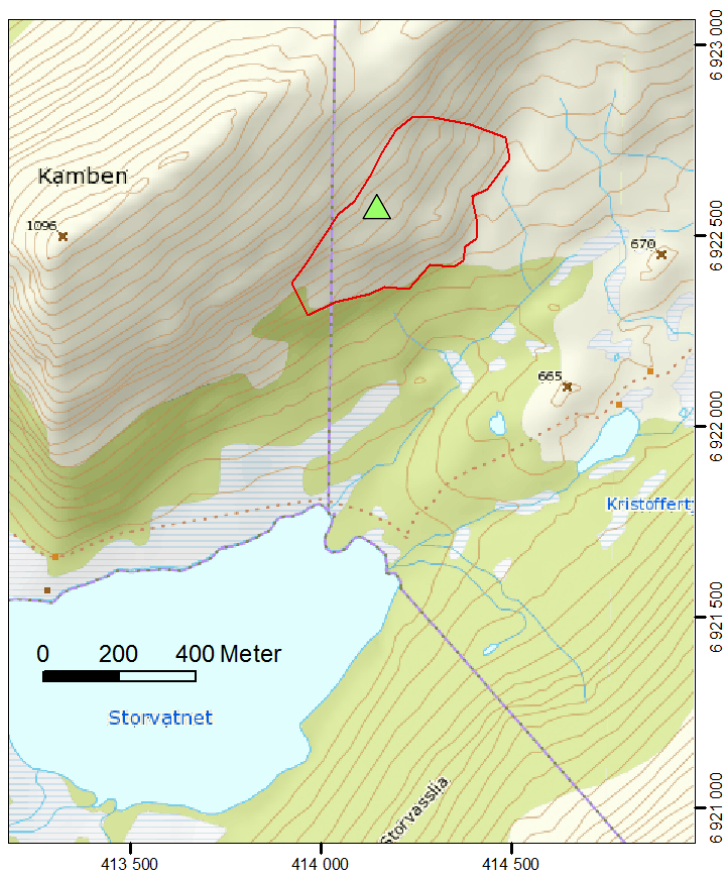 6 923 000
Kamben
1096
6 922 500
670
665
6 922 000
Kristofferty
6 921 500
0 200 400 Meter
Storvatnet
Storvasslia
6 921 000
413 500 414 000 414 500